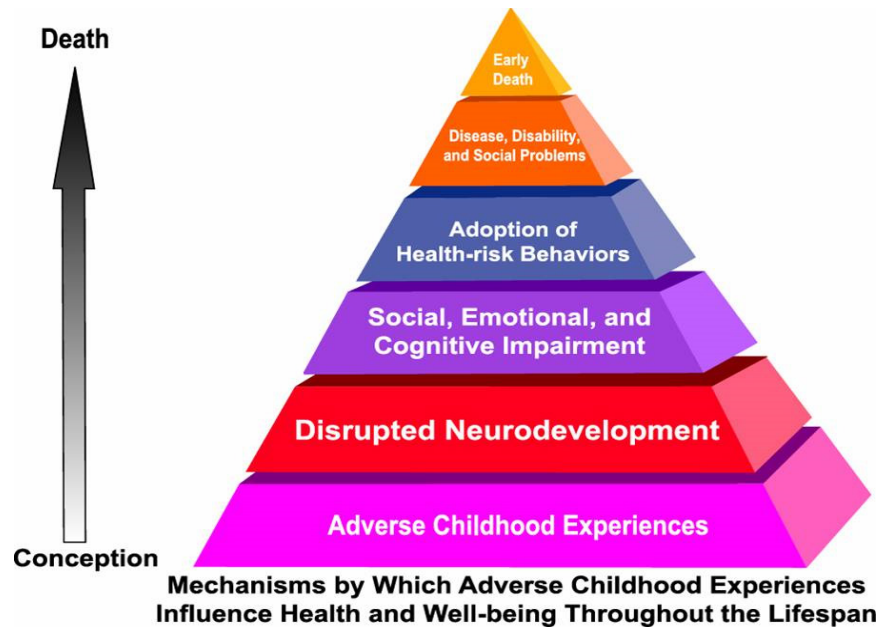 Death
Early
Death
Disease, Disability,
and Social Problems
Adoption of
Health-risk Behaviors
Social, Emotional, and
Cognitive Impairment
Disrupted Neurodevelopment
Adverse Childhood Experiences
Conception
Mechanisms by Which Adverse Childhood Experiences
Influence Health and Well-being Throughout the Lifespan